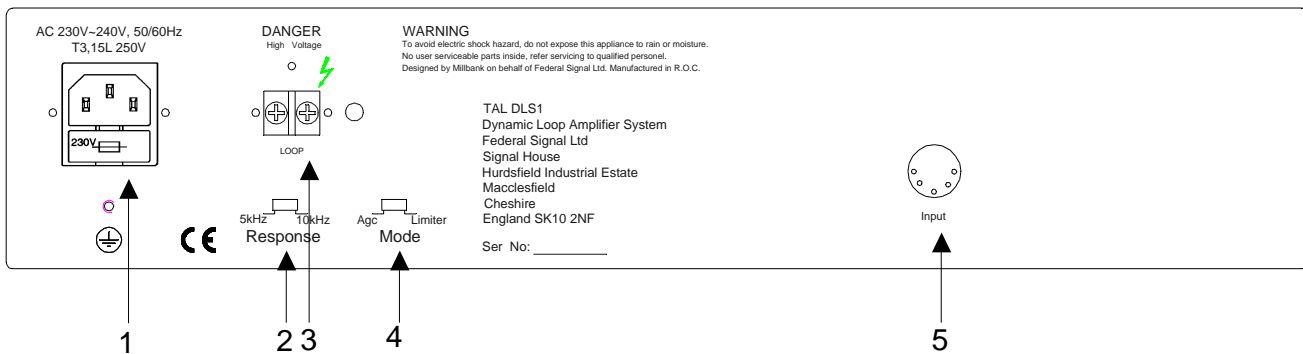 AC 230V~240V, 50/60Hz
T3,15L 250V
230V
DANGER
High Voltage
LOOP
WARNING
To avoid electric shock hazard, do not expose this appliance to rain or moisture.
No user serviceable parts inside, refer servicing to qualified personel.
Designed by Millbank on behalf of Federal Signal Ltd. Manufactured in R.O.C.
TAL DLS1
Dynamic Loop Amplifier System
Federal Signal Ltd
Signal House
Hurdsfield Industrial Estate
Macclesfield
Cheshire
England SK10 2NF
Ser No:
CE
5kHz 10kHz
Response
Agc Limiter
Mode
Input
1 2 3 4 5